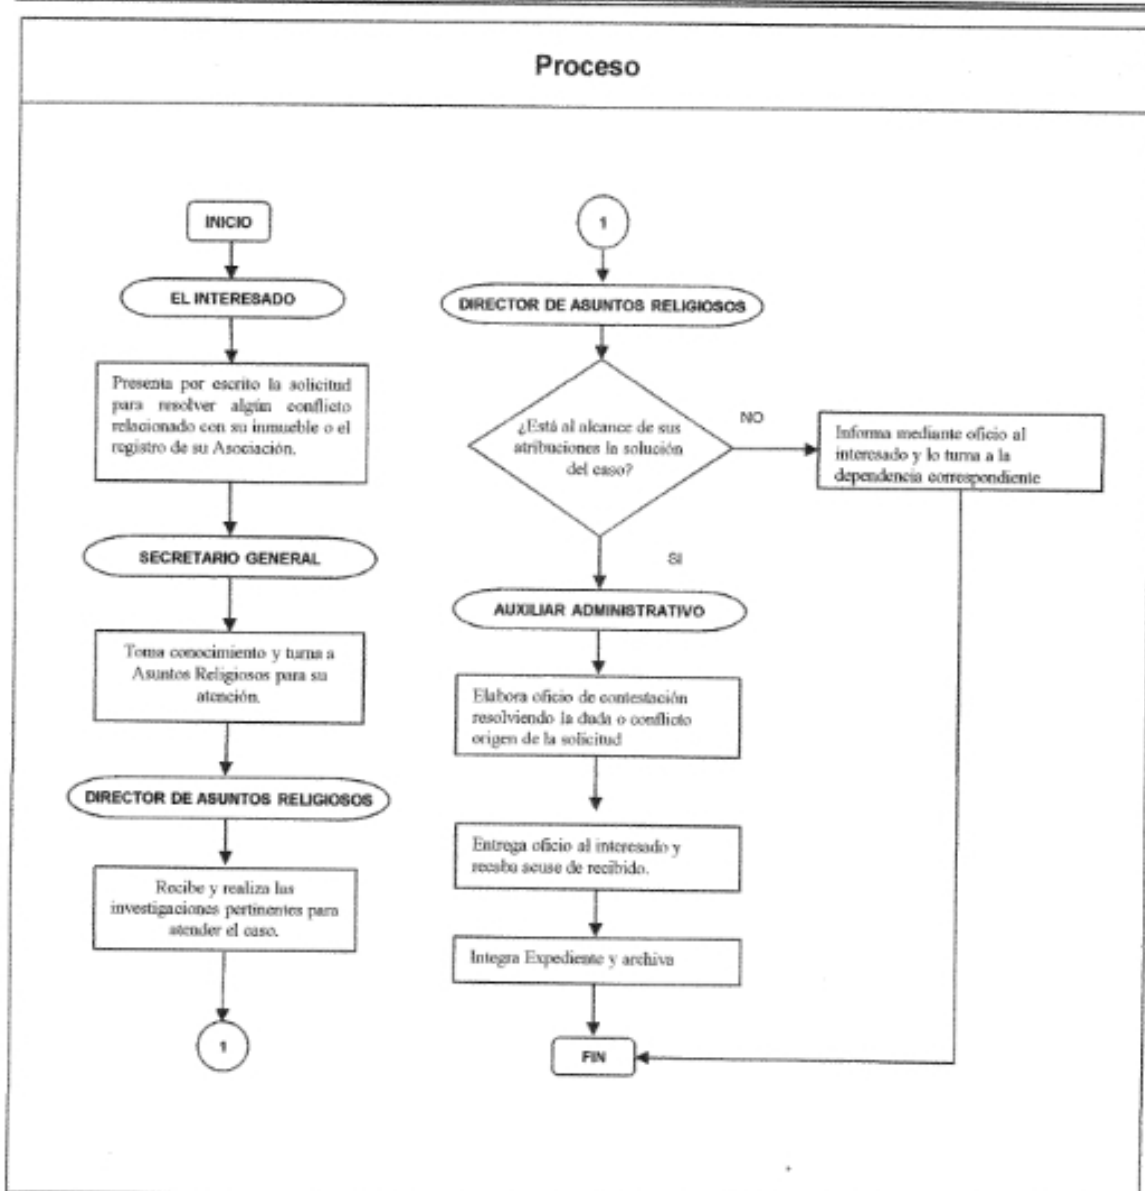 Proceso
INICIO
EL INTERESADO
Presenta por escrito la solicitud
para resolver algún conflicto
relacionado con su inmueble o el
registro de su Asociación.
SECRETARIO GENERAL
Toma conocimiento y turna a
Asuntos Religiosos para su
atención.
DIRECTOR DE ASUNTOS RELIGIOSOS
Recibe y realiza las
investigaciones pertinentes para
atender el caso.
1
1
DIRECTOR DE ASUNTOS RELIGIOSOS
¿Está al alcance de sus
atribuciones la solución
del caso?
NO
Informa mediante oficio al
interesado y lo turna a la
dependencia correspondiente
SI
AUXILIAR ADMINISTRATIVO
Elabora oficio de contestación
resolviendo la duda o conflicto
origen de la solicitud
Entrega oficio al interesado y
recaba acuse de recibido.
Integra Expediente y archiva
FIN